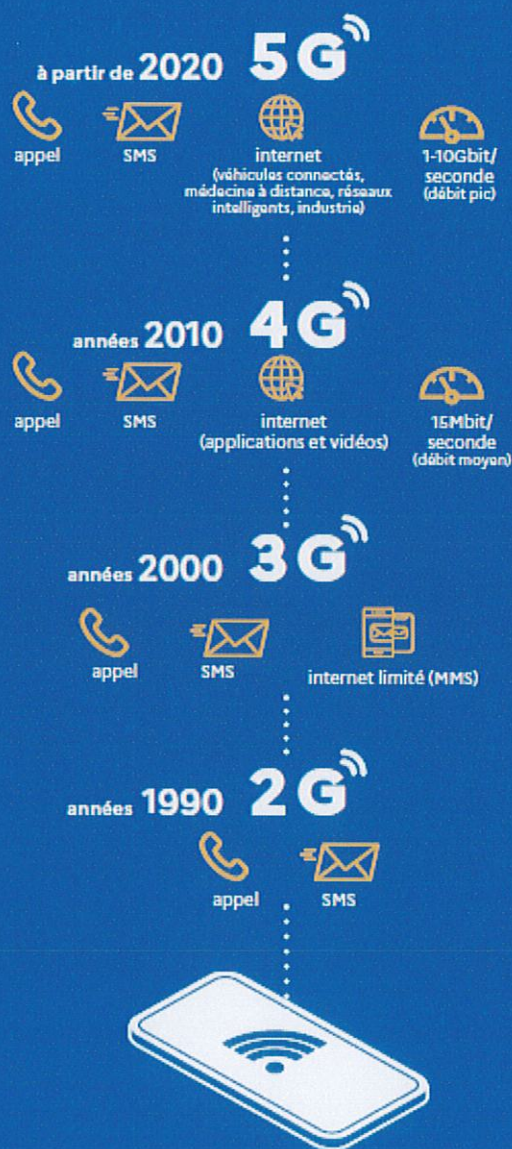 à partir de 2020 5G
appel
SMS
internet
(véhicules connectés,
médecine à distance, réseaux
intelligents, industrie)
1-10Gbit/
seconde
(débit pic)
années 2010 4G
appel
SMS
internet
(applications et vidéos)
15Mbit/
seconde
(débit moyen)
années 2000 3G
appel
SMS
internet limité (MMS)
années 1990 2G
appel
SMS